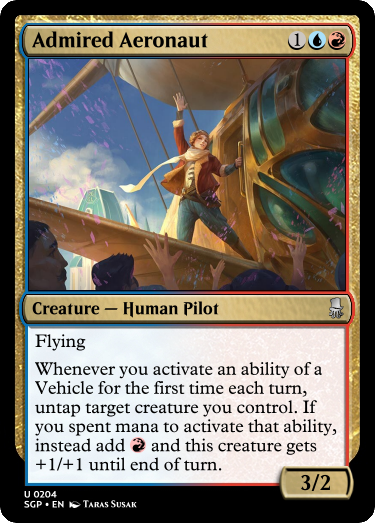 Admired Aeronaut 1
Creature — Human Pilot
Flying
Whenever you activate an ability of a
Vehicle for the first time each turn,
untap target creature you control. If
you spent mana to activate that ability,
instead add and this creature gets
+1/+1 until end of turn.
3/2
U 0204
SGP • EN Taras Susak